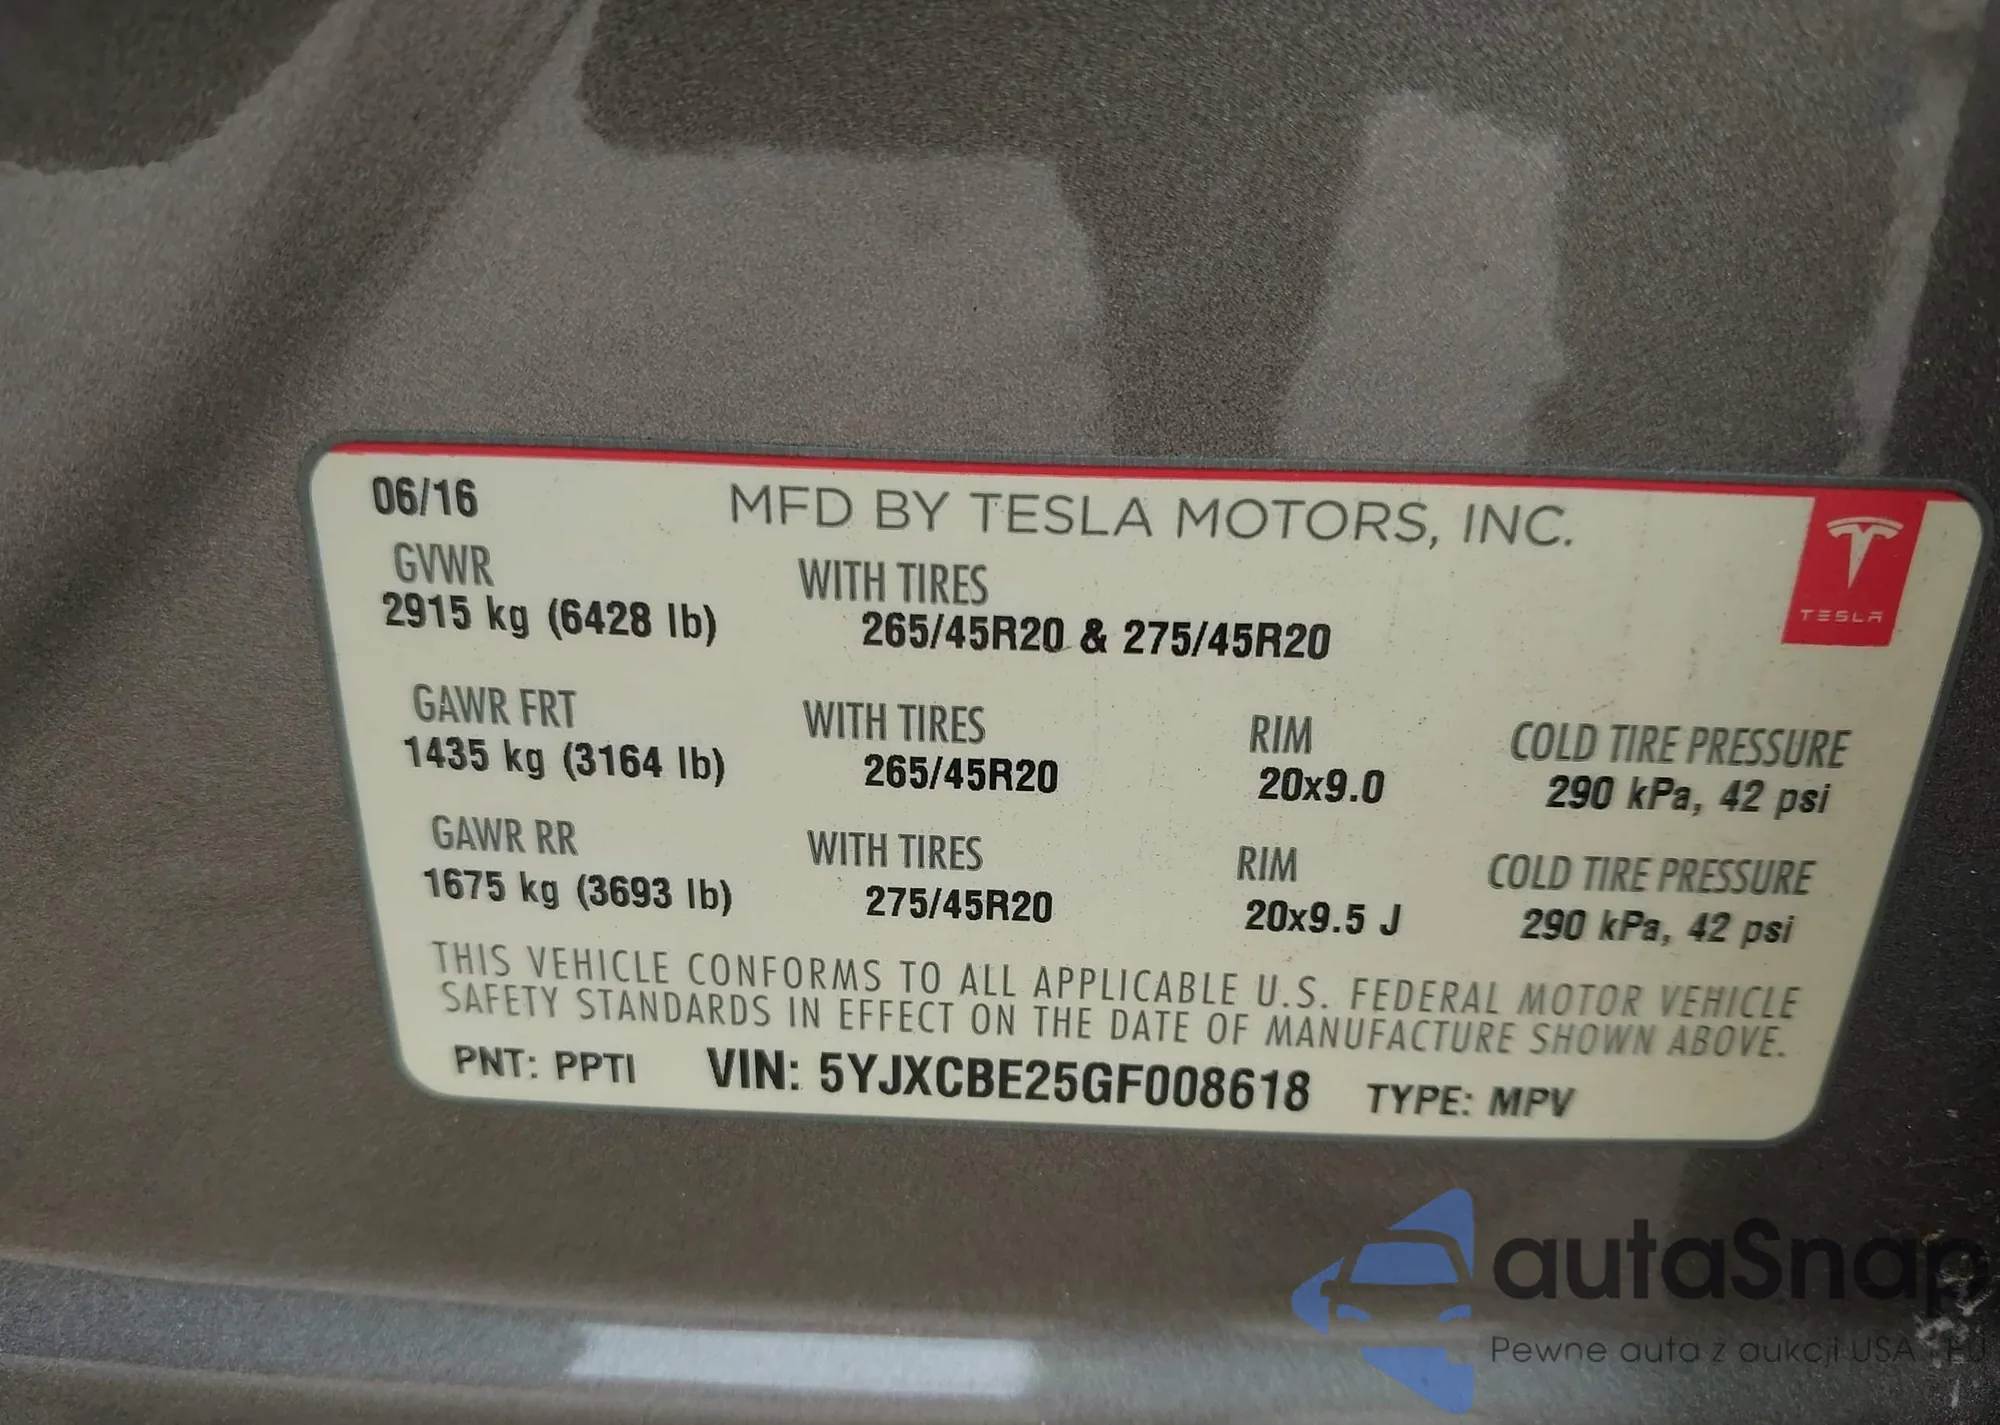 06/16 MFD BY TESLA MOTORS, INC.
TESLA
GVWR WITH TIRES
2915 kg (6428 lb) 265/45R20 & 275/45R20
GAWR FRT WITH TIRES RIM COLD TIRE PRESSURE
1435 kg (3164 lb) 265/45R20 20x9.0 290 kPa, 42 psi
GAWR RR WITH TIRES RIM COLD TIRE PRESSURE
1675 kg (3693 lb) 275/45R20 20x9.5 J 290 kPa, 42 psi
THIS VEHICLE CONFORMS TO ALL APPLICABLE U.S. FEDERAL MOTOR VEHICLE
SAFETY STANDARDS IN EFFECT ON THE DATE OF MANUFACTURE SHOWN ABOVE.
PNT: PPTI VIN: 5YJXCBE25GF008618 TYPE: MPV
autaSnap
Pewne auta z aukcji USA i EU